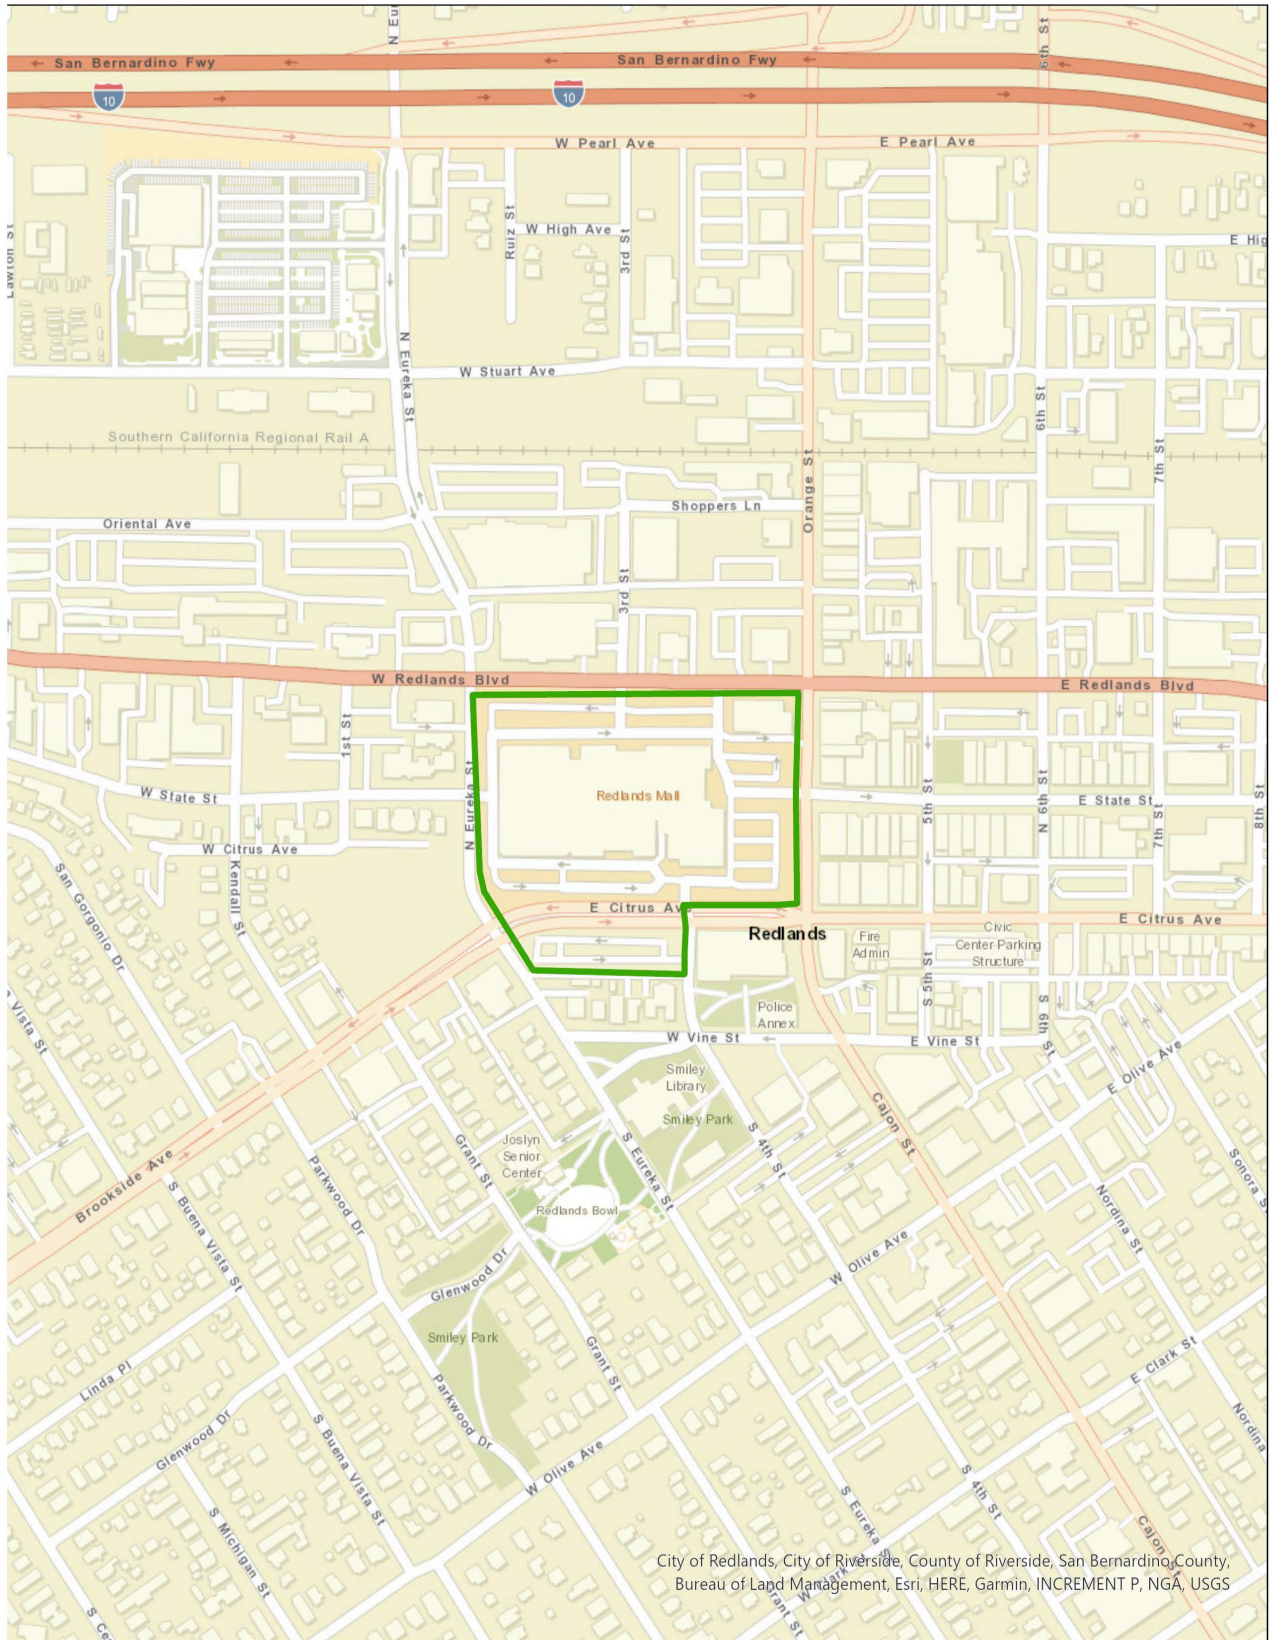 N Eu
6th St
San Bernardino Fwy
San Bernardino Fwy
10
10
W Pearl Ave
E Pearl Ave
Lawton St
Ruiz St
W High Ave
3rd St
E Hig
N Eureka St
W Stuart Ave
6th St
Southern California Regional Rail A
Orange St
7th St
Oriental Ave
Shoppers Ln
3rd St
W Redlands Blvd
E Redlands Blvd
1st St
W State St
N Eureka St
Redlands Mall
5th St
N 6th St
E State St
7th St
8th St
W Citrus Ave
San Gorgonio Dr
Kendall St
E Citrus Ave
E Citrus Ave
Redlands
Fire
Admin
Civic
Center Parking
Structure
S 5th St
S 6th St
Vista St
Police
Annex
W Vine St
E Vine St
Smiley
Library
E Olive Ave
Smiley Park
Cajon St
Joslyn
Senior
Center
Grant St
S Eureka St
S 4th St
Brookside Ave
Parkwood Dr
Sonora S
S Buena Vista St
Redlands Bowl
Nordina St
Glenwood Dr
W Olive Ave
Smiley Park
Linda Pl
Grant St
E Clark St
Parkwood Dr
Glenwood Dr
S Buena Vista St
Nordina
W Olive Ave
S 4th St
S Michigan St
S Eureka St
Cajon St
City of Redlands, City of Riverside, County of Riverside, San Bernardino County,
Bureau of Land Management, Esri, HERE, Garmin, INCREMENT P, NGA, USGS
W Clark St
Grant St
S Ce